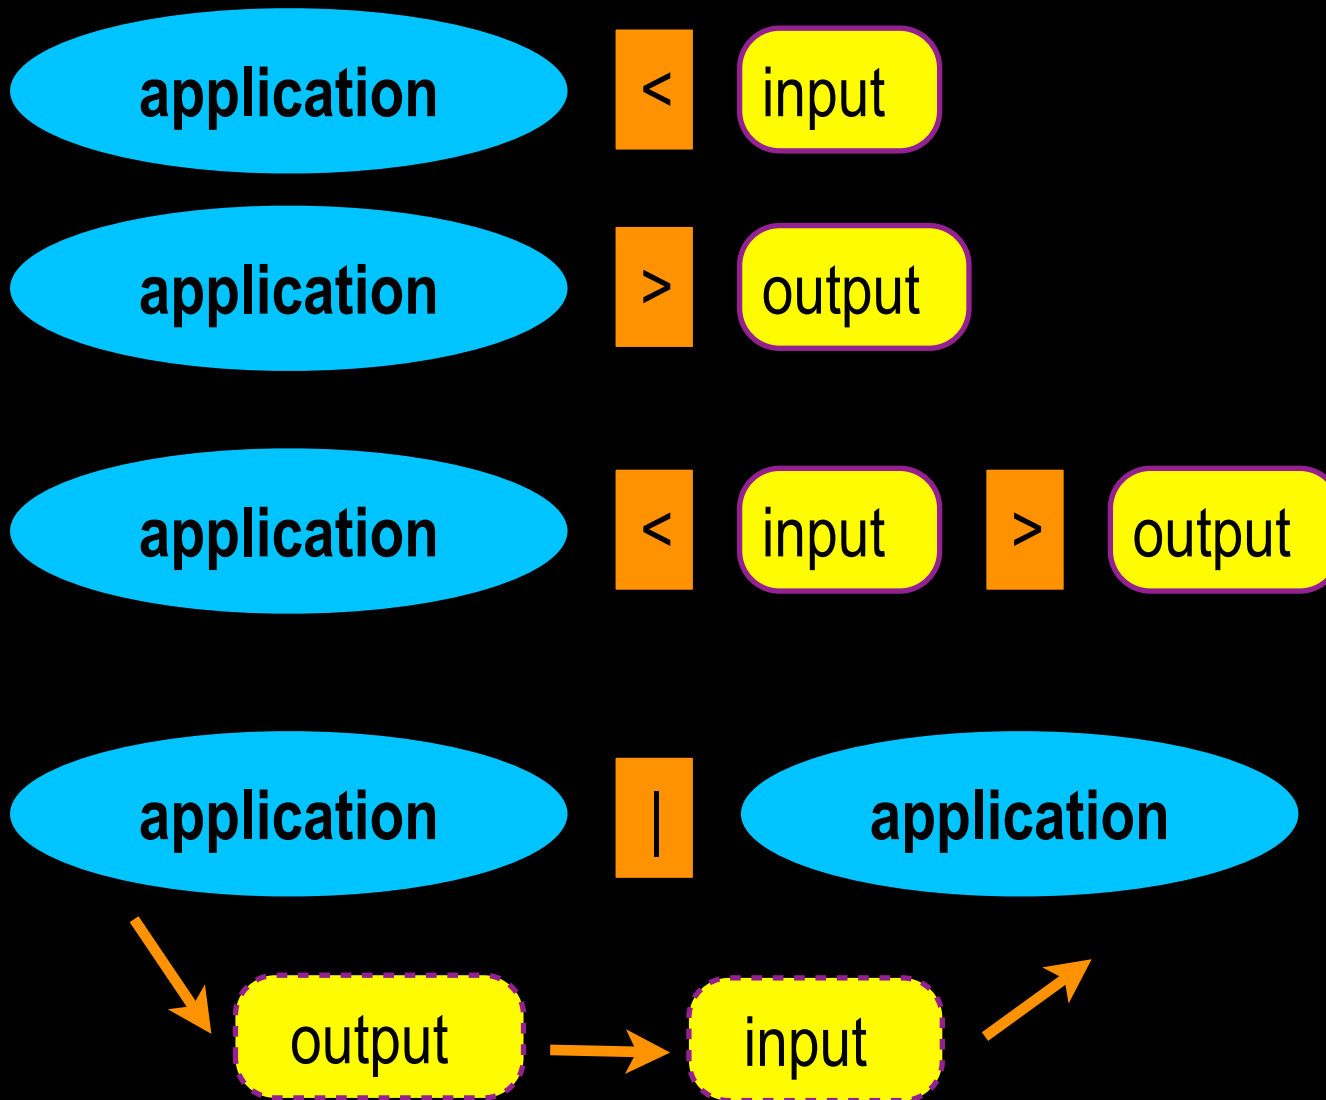 application < input
application > output
application < input > output
application | application
output input